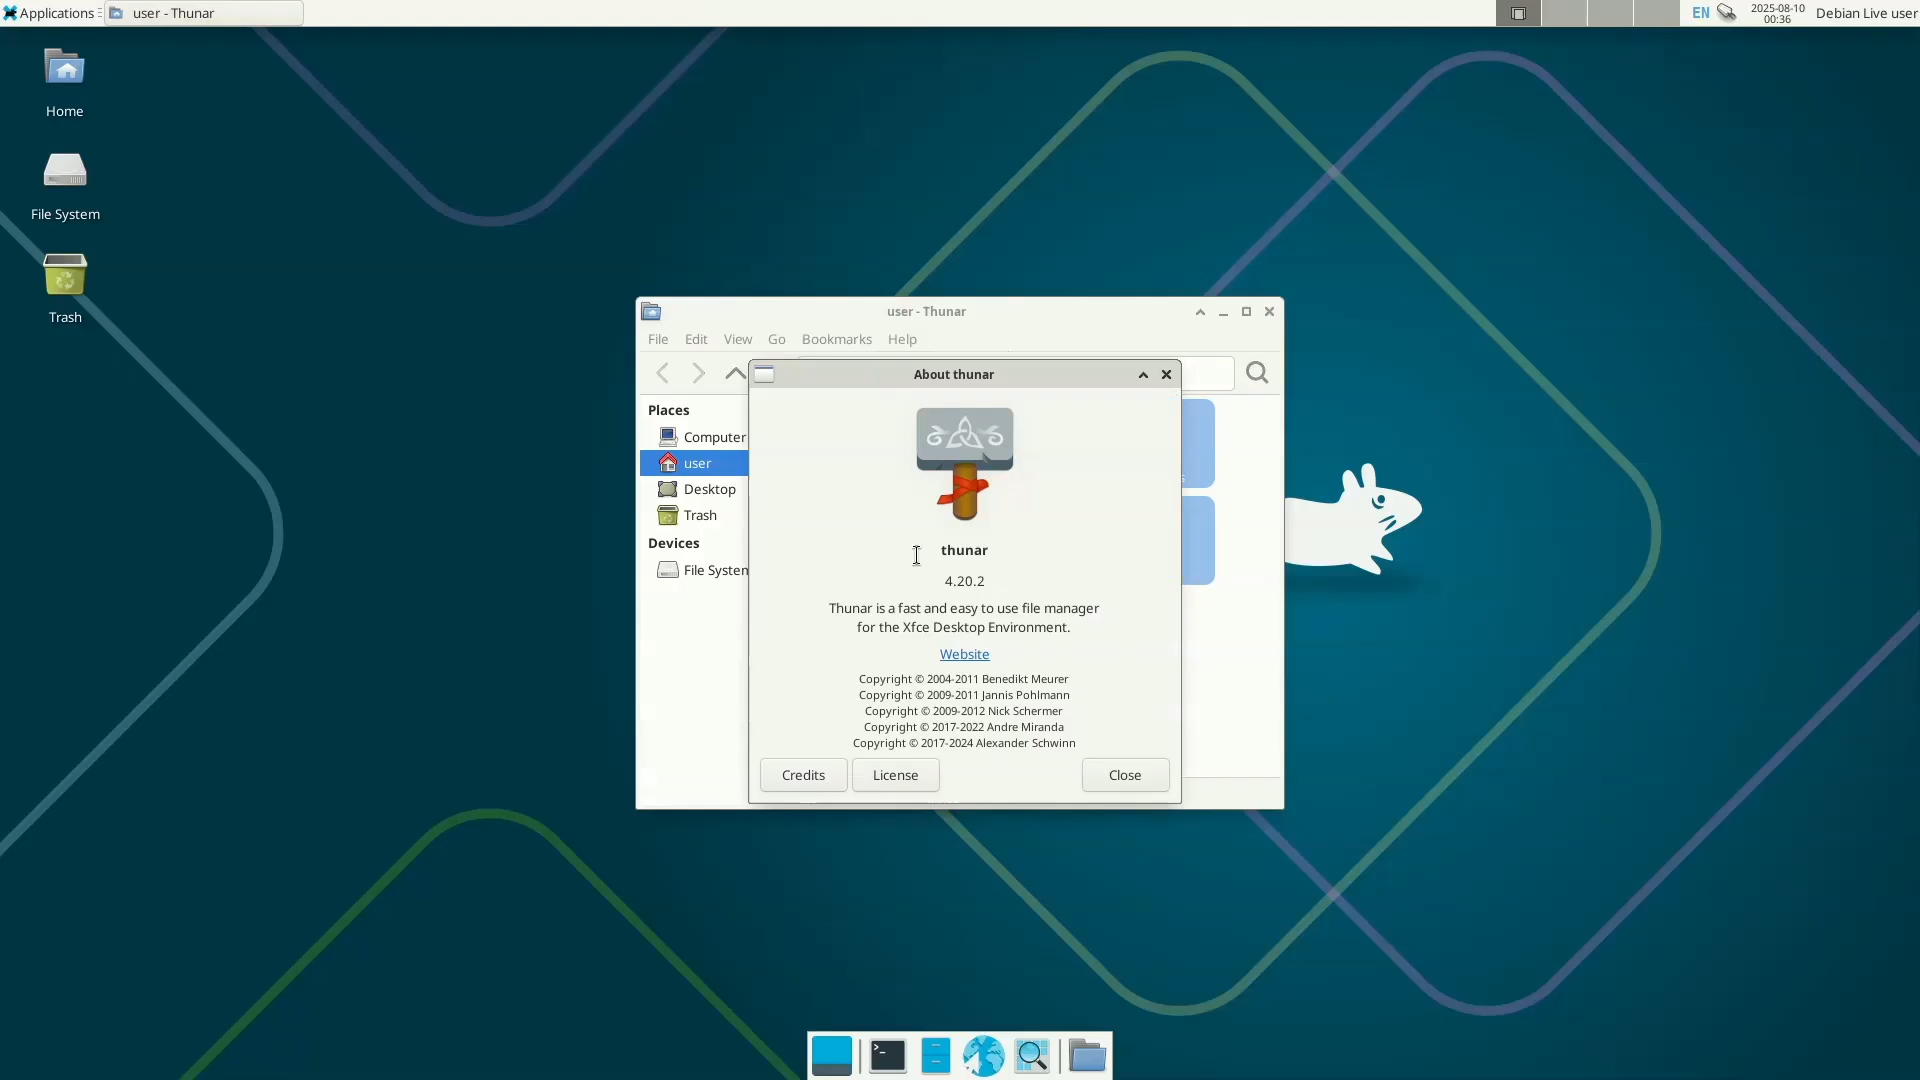 Applications
user - Thunar
EN
2025-08-10
00:36
Debian Live user
Home
File System
Trash
user - Thunar
File Edit View Go Bookmarks Help
About thunar
Places
Computer
user
Desktop
Trash
Devices
File System
thunar
4.20.2
Thunar is a fast and easy to use file manager
for the Xfce Desktop Environment.
Website
Copyright © 2004-2011 Benedikt Meurer
Copyright © 2009-2011 Jannis Pohlmann
Copyright © 2009-2012 Nick Schermer
Copyright © 2017-2022 Andre Miranda
Copyright © 2017-2024 Alexander Schwinn
Credits License Close